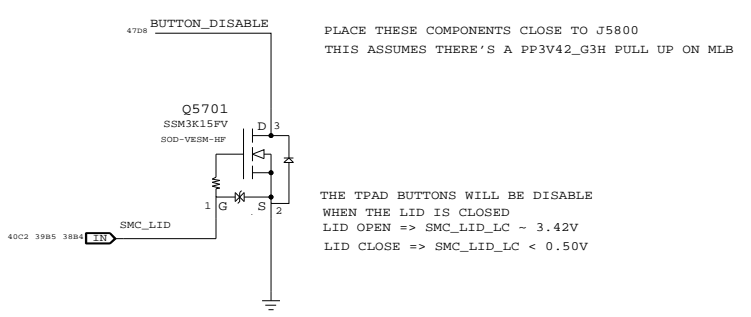 BUTTON_DISABLE
47D8
PLACE THESE COMPONENTS CLOSE TO J5800
THIS ASSUMES THERE'S A PP3V42_G3H PULL UP ON MLB
Q5701
SSM3K15FV
SOD-VESM-HF
D 3
1 G S 2
SMC_LID
40C2 39B5 38B4 IN
THE TPAD BUTTONS WILL BE DISABLE
WHEN THE LID IS CLOSED
LID OPEN => SMC_LID_LC ~ 3.42V
LID CLOSE => SMC_LID_LC < 0.50V